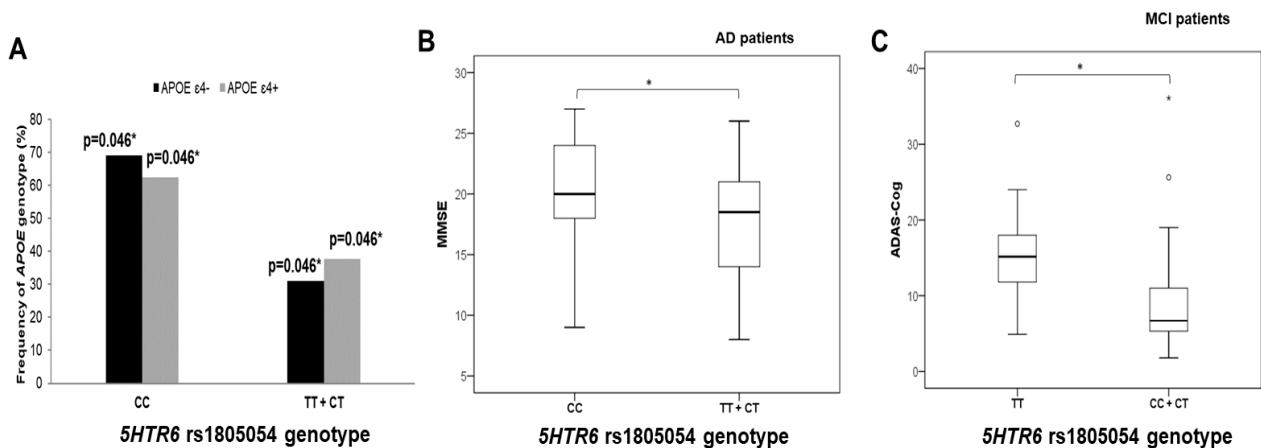 A
APOE ε4- APOE ε4+
Frequency of APOE genotype (%)
80
70
60
50
40
30
20
10
0
p=0.046*
p=0.046*
p=0.046*
p=0.046*
CC
TT + CT
5HTR6 rs1805054 genotype
B
AD patients
MMSE
30
25
20
15
10
5
*
CC
TT + CT
5HTR6 rs1805054 genotype
C
MCI patients
ADAS-Cog
40
30
20
10
0
*
*
TT
CC + CT
5HTR6 rs1805054 genotype